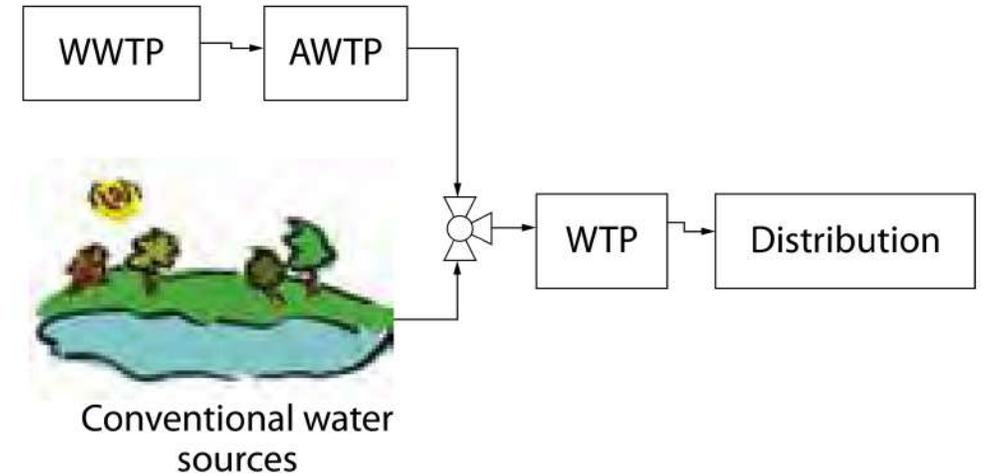 WWTP
AWTP
WTP
Distribution
Conventional water
sources